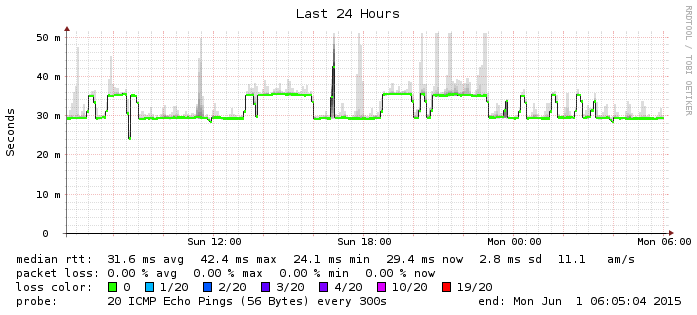 Last 24 Hours
RRDTOOL / TOBI OETIKER
Seconds
50 m
40 m
30 m
20 m
10 m
0
Sun 12:00 Sun 18:00 Mon 00:00 Mon 06:00
median rtt: 31.6 ms avg 42.4 ms max 24.1 ms min 29.4 ms now 2.8 ms sd 11.1 am/s
packet loss: 0.00 % avg 0.00 % max 0.00 % min 0.00 % now
loss color: 0 1/20 2/20 3/20 4/20 10/20 19/20
probe: 20 ICMP Echo Pings (56 Bytes) every 300s end: Mon Jun 1 06:05:04 2015